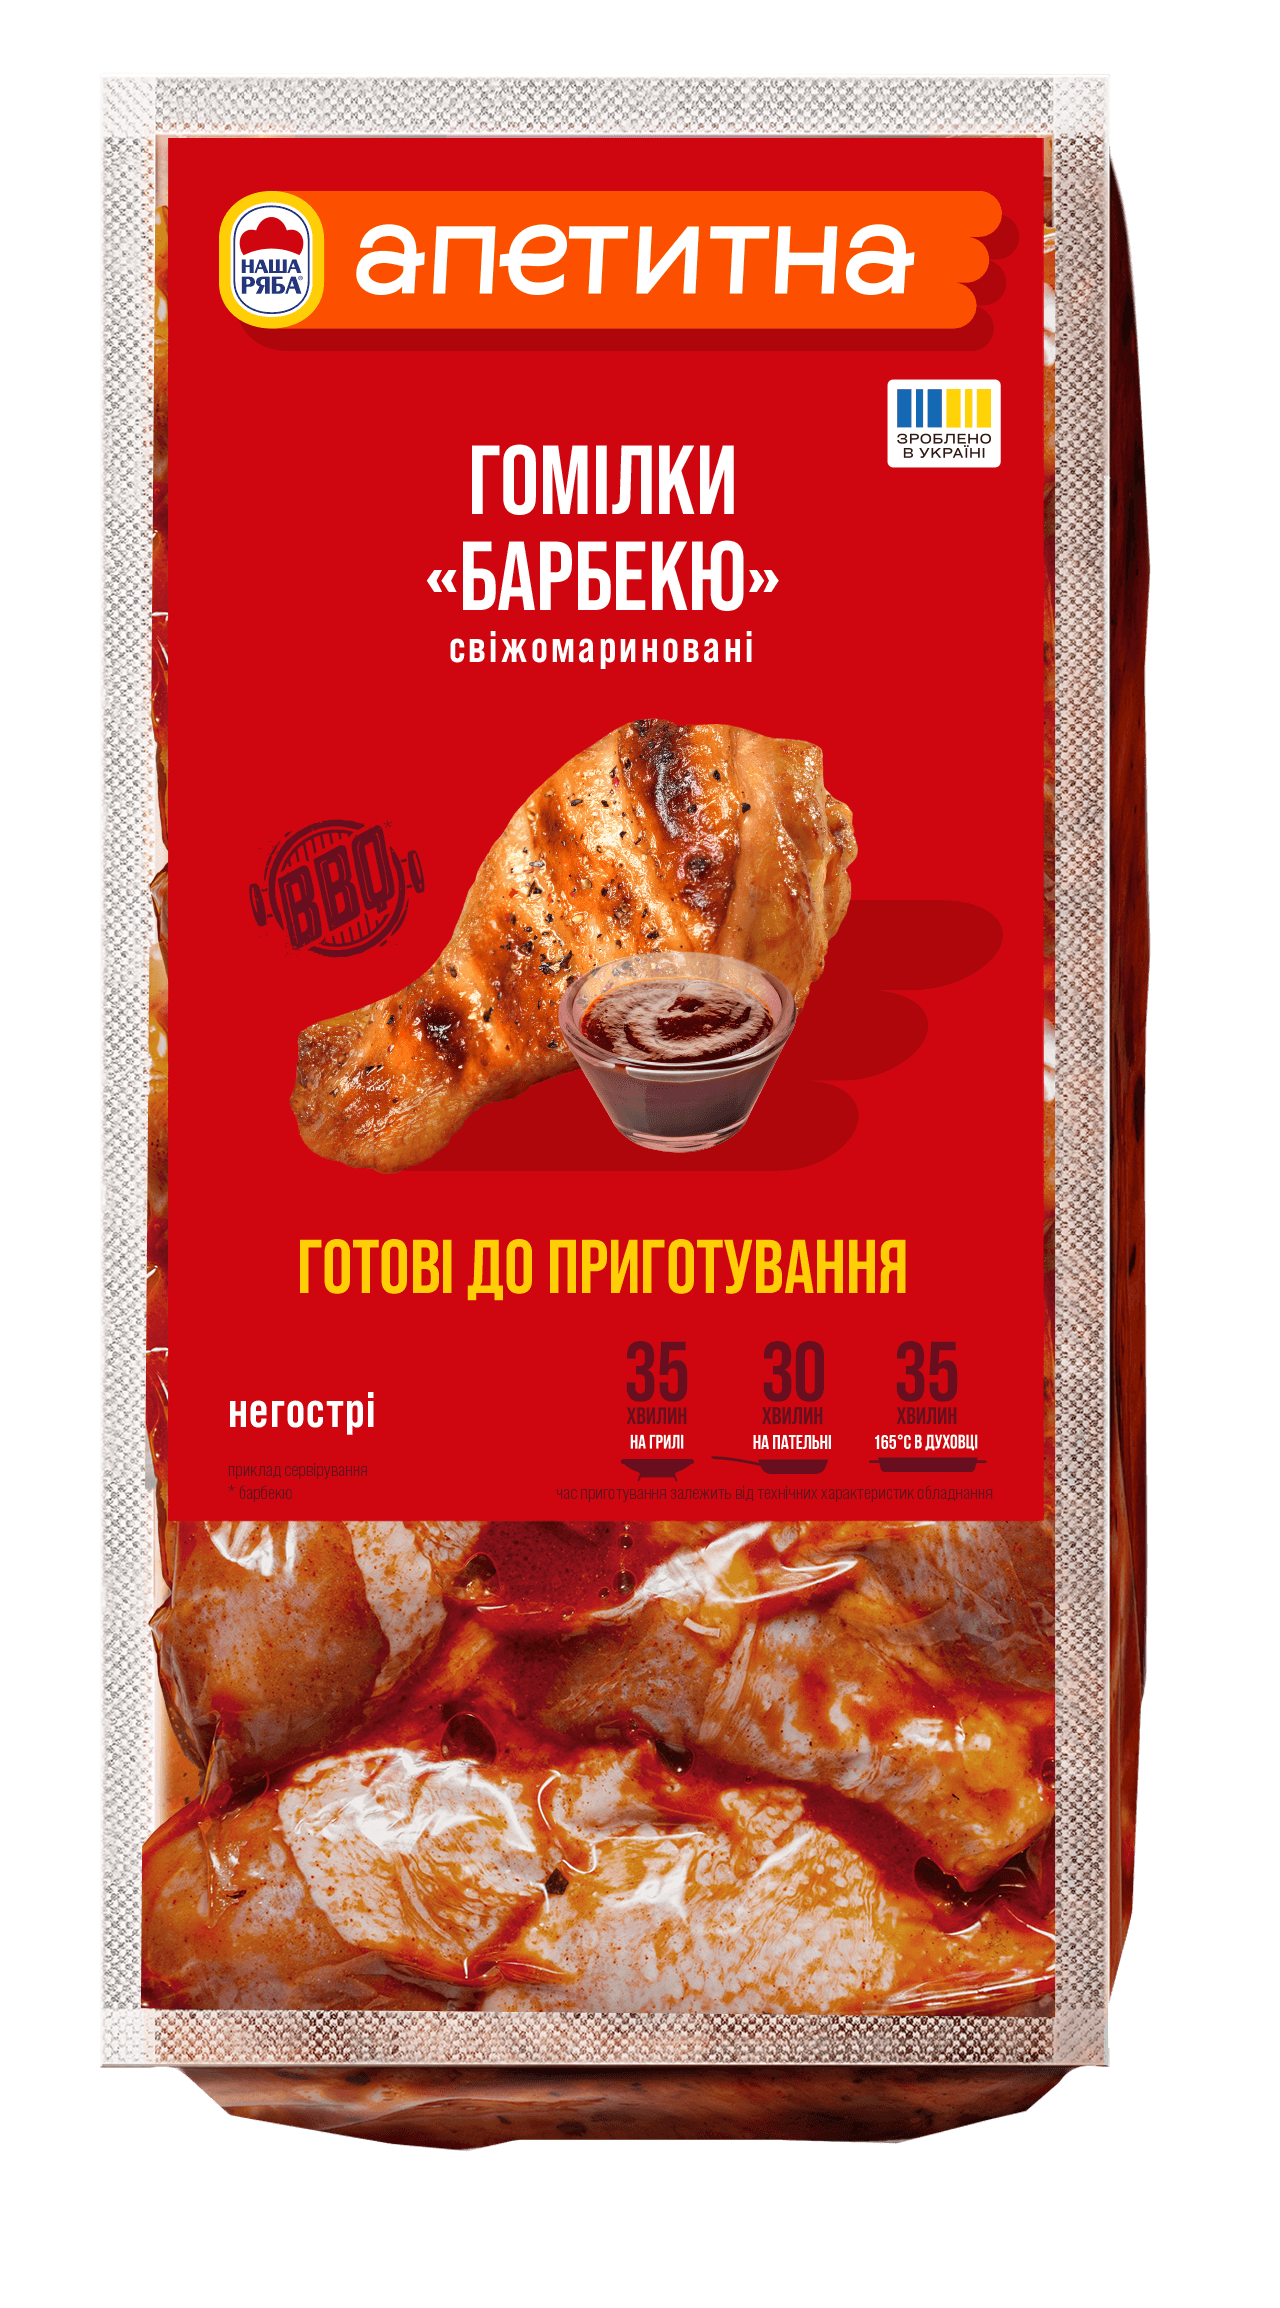 НАША
РЯБА®
апетитна
ЗРОБЛЕНО
В УКРАЇНІ
ГОМІЛКИ
«БАРБЕКЮ»
свіжомариновані
BBQ*
ГОТОВІ ДО ПРИГОТУВАННЯ
35 30 35
ХВИЛИН ХВИЛИН ХВИЛИН
НА ГРИЛІ НА ПАТЕЛЬНІ 165°С В ДУХОВЦІ
негострі
приклад сервірування
* барбекю
час приготування залежить від технічних характеристик обладнання